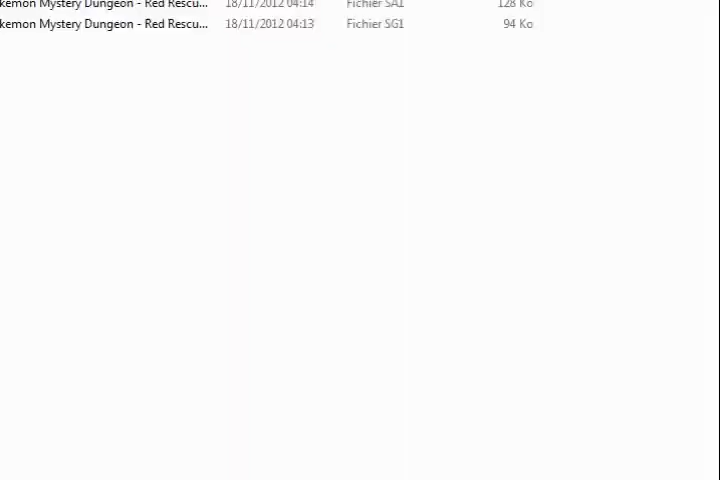 kemon Mystery Dungeon - Red Rescu... 18/11/2012 04:14 Fichier SA1 128 Ko
kemon Mystery Dungeon - Red Rescu... 18/11/2012 04:13 Fichier SG1 94 Ko